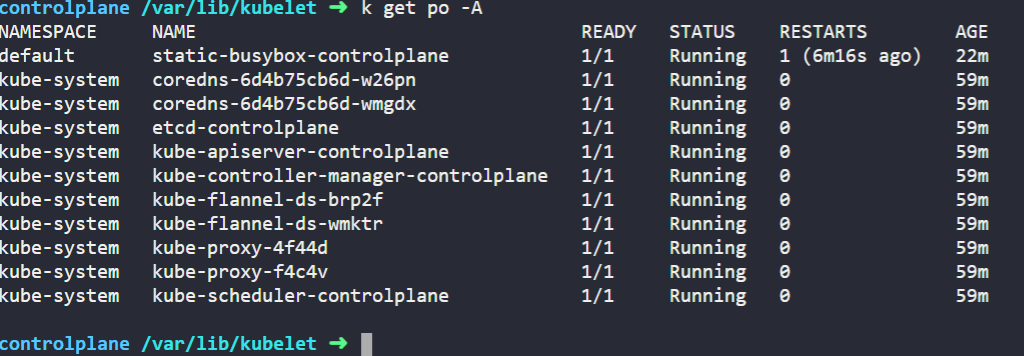 controlplane /var/lib/kubelet ➜ k get po -A
NAMESPACE NAME READY STATUS RESTARTS AGE
default static-busybox-controlplane 1/1 Running 1 (6m16s ago) 22m
kube-system coredns-6d4b75cb6d-w26pn 1/1 Running 0 59m
kube-system coredns-6d4b75cb6d-wmgdx 1/1 Running 0 59m
kube-system etcd-controlplane 1/1 Running 0 59m
kube-system kube-apiserver-controlplane 1/1 Running 0 59m
kube-system kube-controller-manager-controlplane 1/1 Running 0 59m
kube-system kube-flannel-ds-brp2f 1/1 Running 0 59m
kube-system kube-flannel-ds-wmktr 1/1 Running 0 59m
kube-system kube-proxy-4f44d 1/1 Running 0 59m
kube-system kube-proxy-f4c4v 1/1 Running 0 59m
kube-system kube-scheduler-controlplane 1/1 Running 0 59m
controlplane /var/lib/kubelet ➜